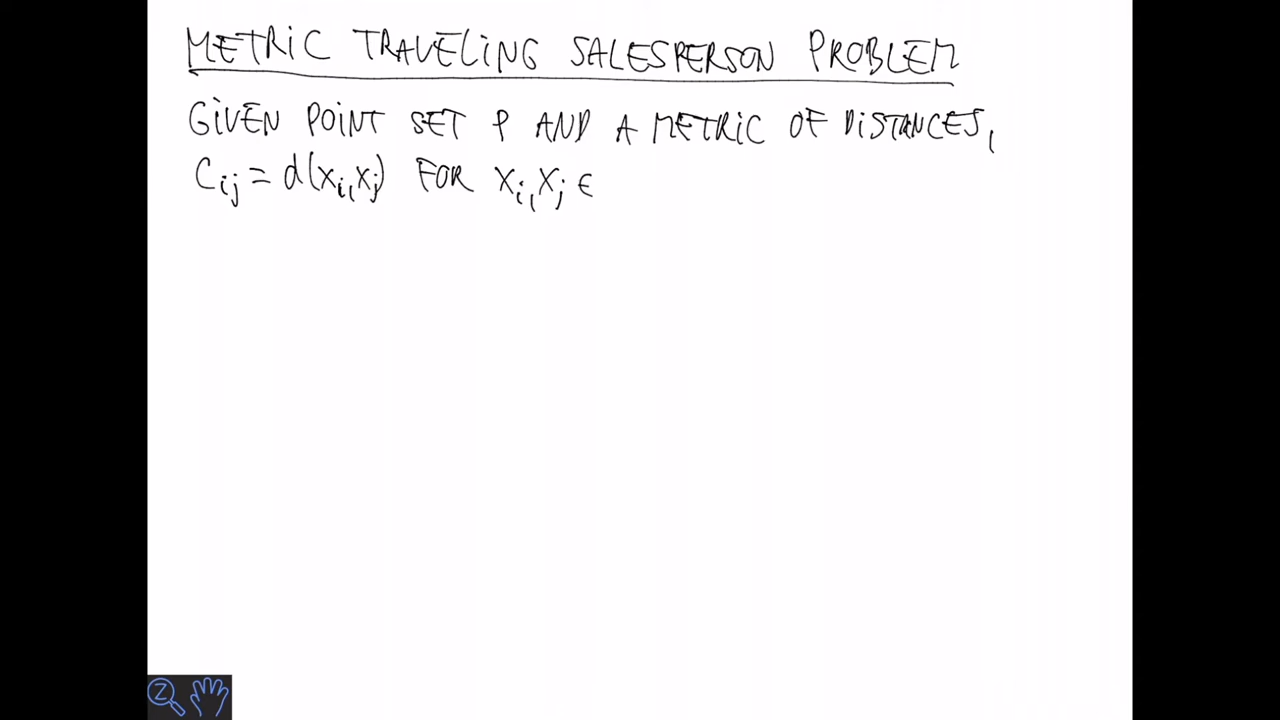 METRIC TRAVELING SALESPERSON PROBLEM
GIVEN POINT SET P AND A METRIC OF DISTANCES,
Cij = d(xi,xj) FOR xi,xj ∈
Z